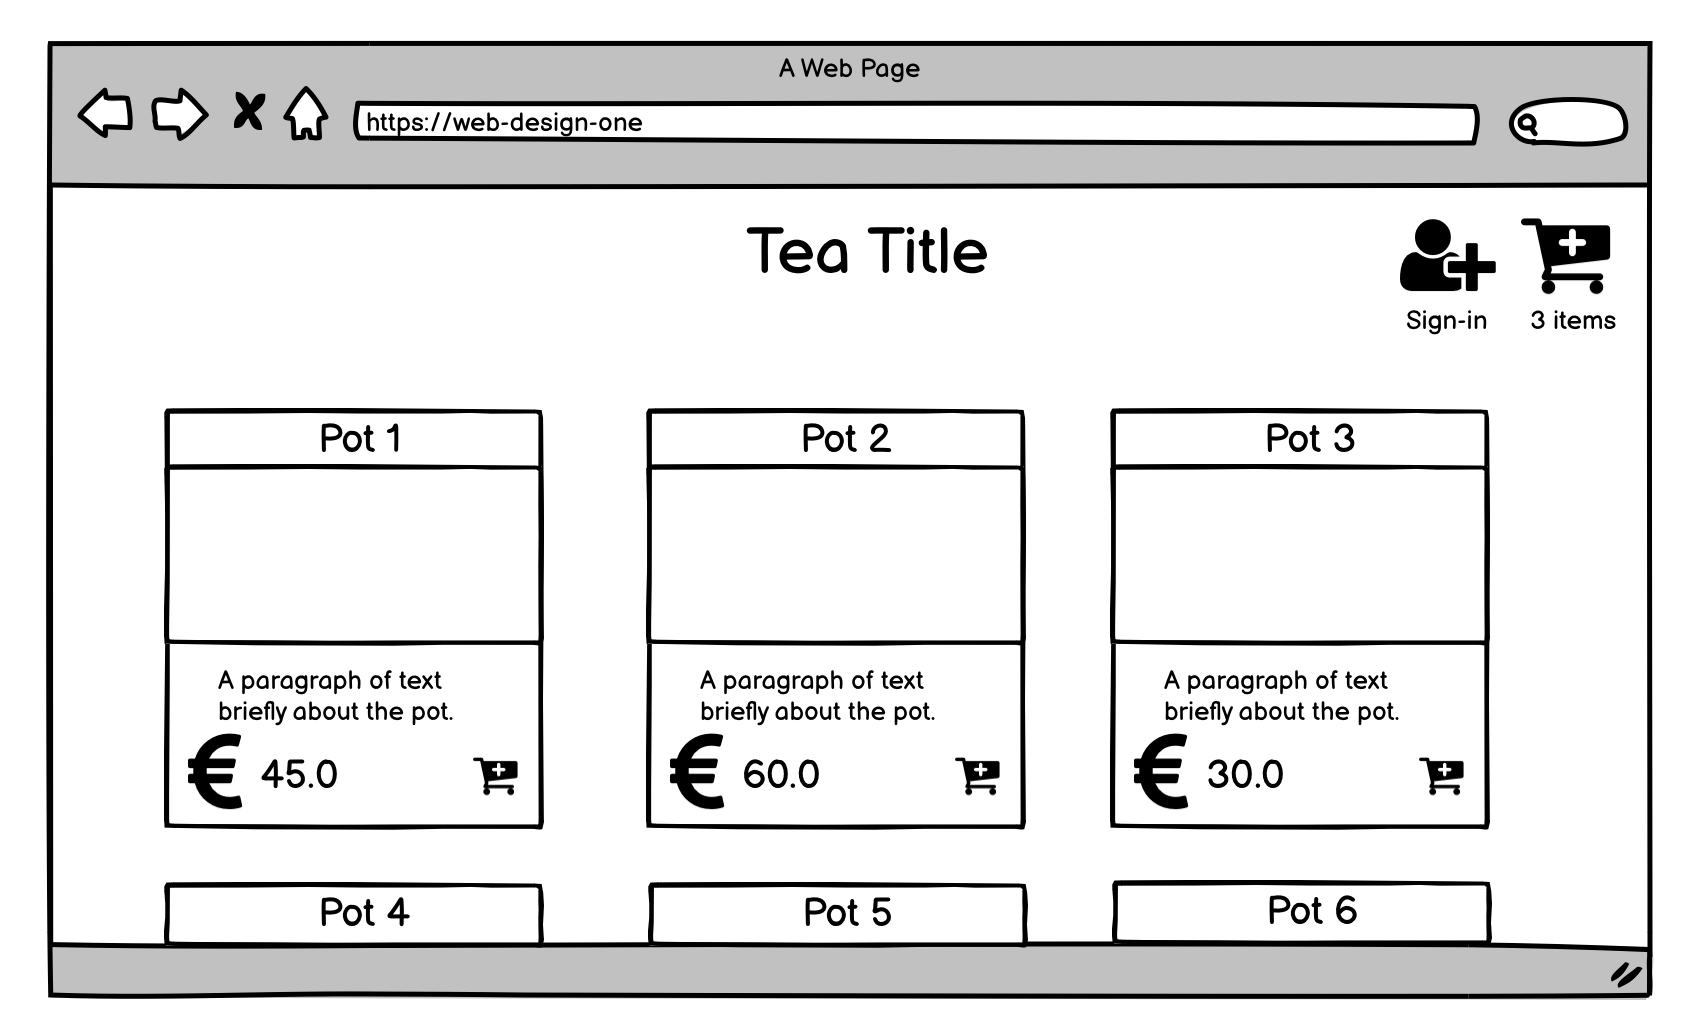 A Web Page
https://web-design-one
Tea Title
Sign-in
3 items
Pot 1
Pot 2
Pot 3
A paragraph of text
briefly about the pot.
€ 45.0
A paragraph of text
briefly about the pot.
€ 60.0
A paragraph of text
briefly about the pot.
€ 30.0
Pot 4
Pot 5
Pot 6